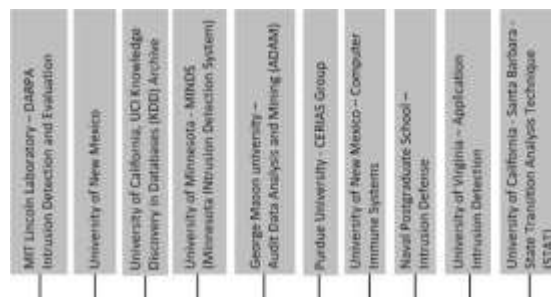 MIT Lincoln Laboratory – DARPA
Intrusion Detection and Evaluation
University of New Mexico
University of California, UCI Knowledge
Discovery in Databases (KDD) Archive
University of Minnesota - MINDS
(Minnesota INtrusion Detection System)
George Mason university –
Audit Data Analysis and Mining (ADAM)
Purdue University - CERIAS Group
University of New Mexico – Computer
Immune Systems
Naval Postgraduate School –
Intrusion Defense
University of Virginia – Application
Intrusion Detection
University of California - Santa Barbara -
State Transition Analysis Technique
(STAT)